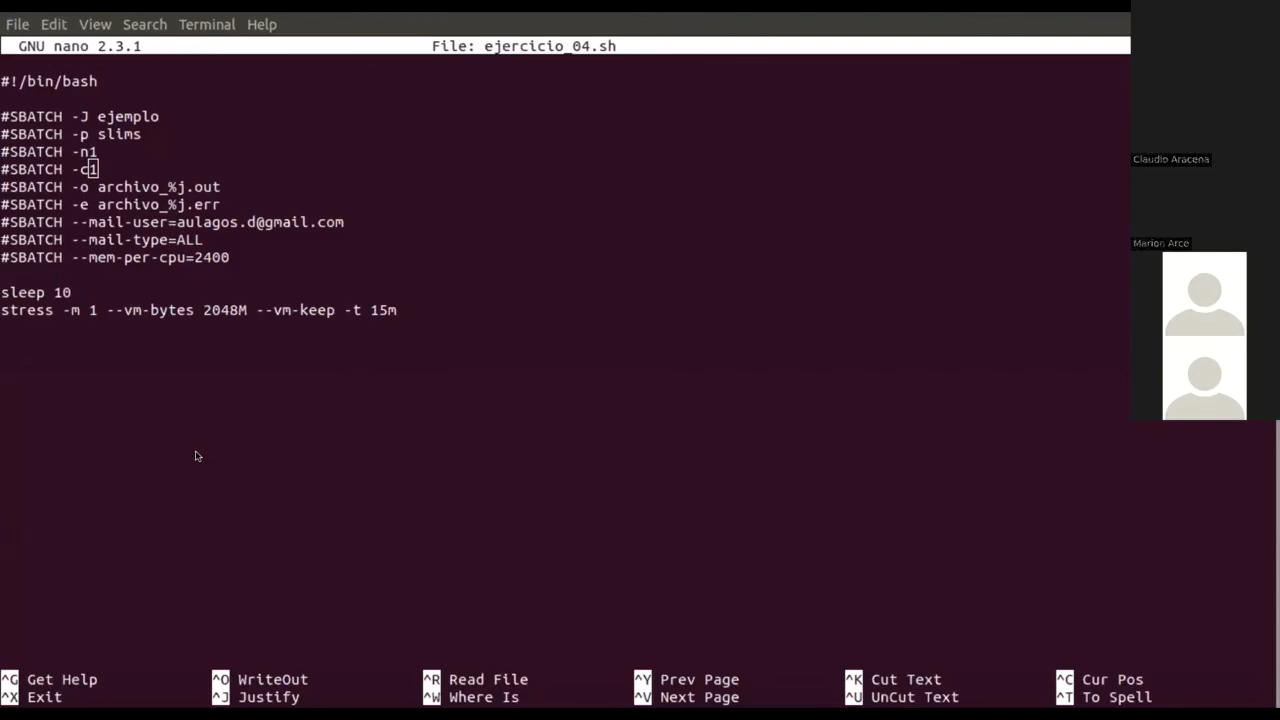 File Edit View Search Terminal Help
GNU nano 2.3.1 File: ejercicio_04.sh
#!/bin/bash
#SBATCH -J ejemplo
#SBATCH -p slims
#SBATCH -n1
#SBATCH -c1
#SBATCH -o archivo_%j.out
#SBATCH -e archivo_%j.err
#SBATCH --mail-user=aulagos.d@gmail.com
#SBATCH --mail-type=ALL
#SBATCH --mem-per-cpu=2400
sleep 10
stress -m 1 --vm-bytes 2048M --vm-keep -t 15m
Claudio Aracena
Marion Arce
^G Get Help ^O WriteOut ^R Read File ^Y Prev Page ^K Cut Text ^C Cur Pos
^X Exit ^J Justify ^W Where Is ^V Next Page ^U UnCut Text ^T To Spell